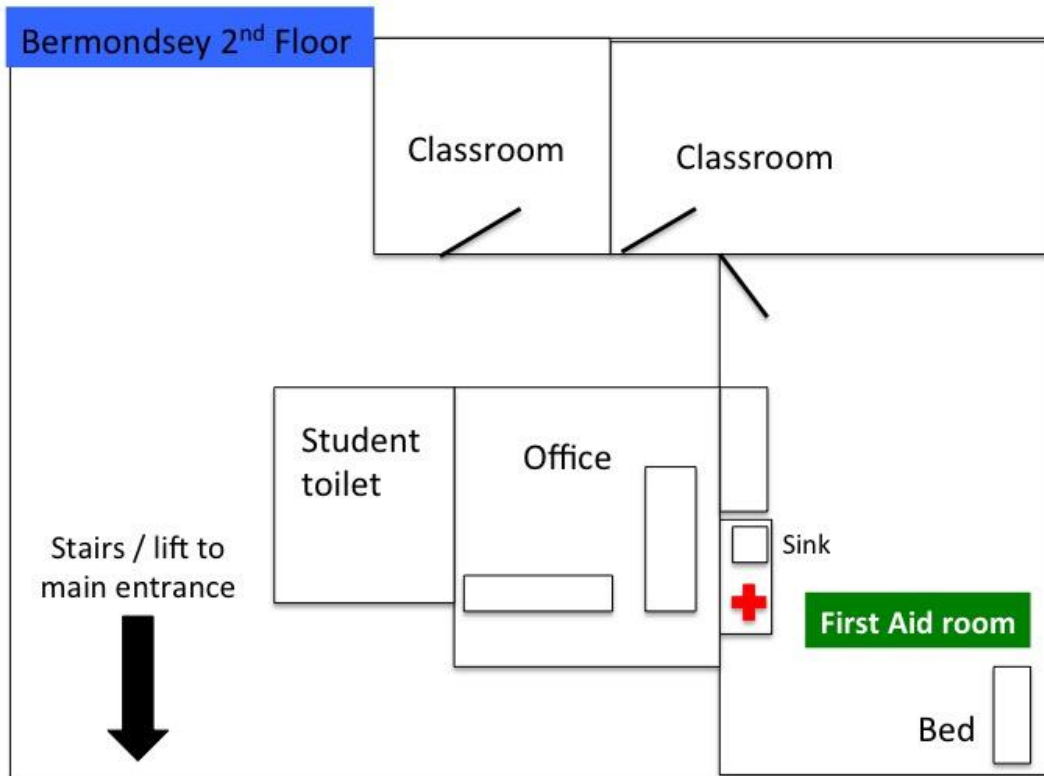 Bermondsey 2nd Floor
Classroom
Classroom
Student
toilet
Office
Sink
Stairs / lift to
main entrance
First Aid room
Bed